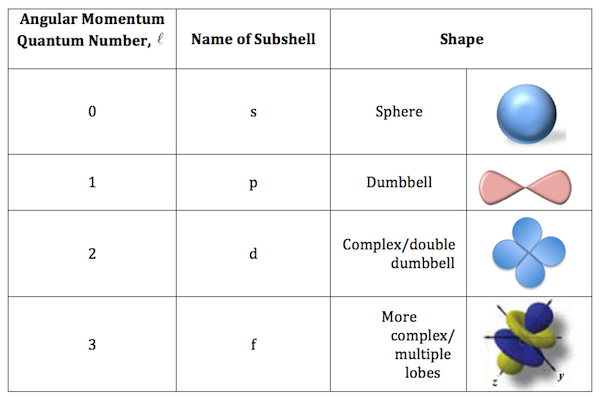 Angular Momentum
Quantum Number, ℓ
Name of Subshell
Shape
0
s
Sphere
1
p
Dumbbell
2
d
Complex/double
dumbbell
3
f
More
complex/
multiple
lobes
z
y